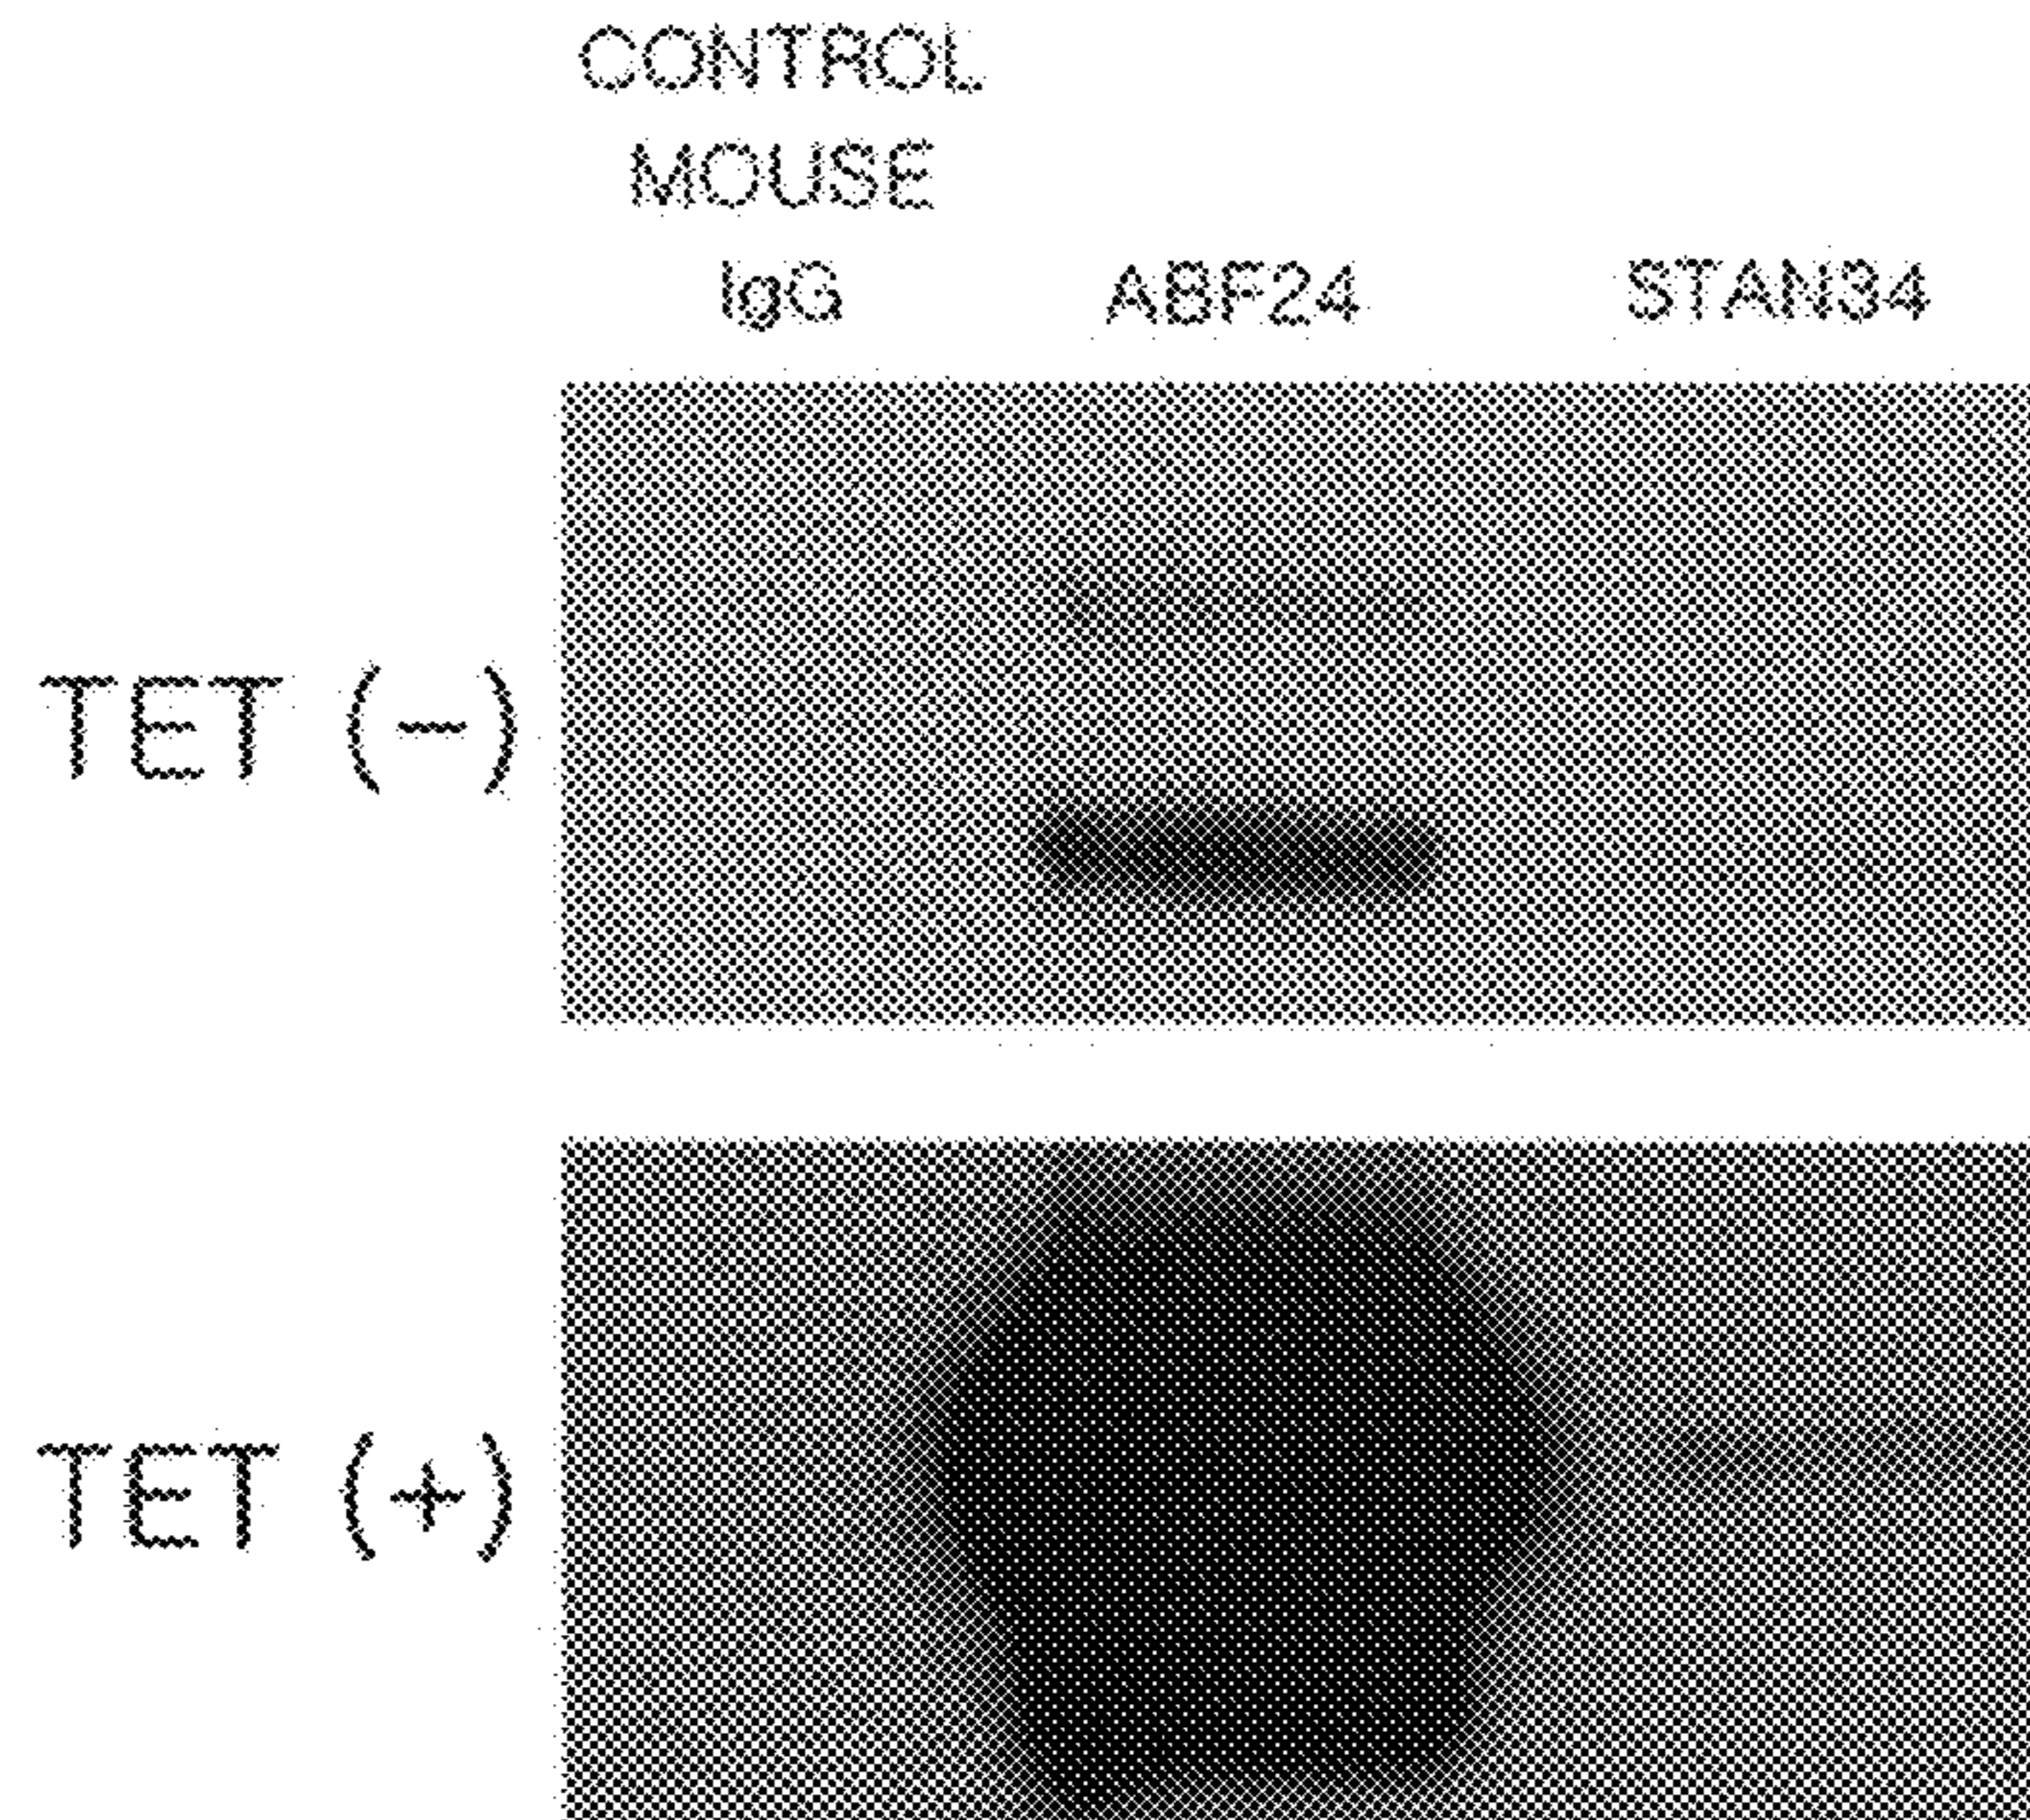 CONTROL
MOUSE
IgG ABF24 STAN34
TET (-)
TET (+)